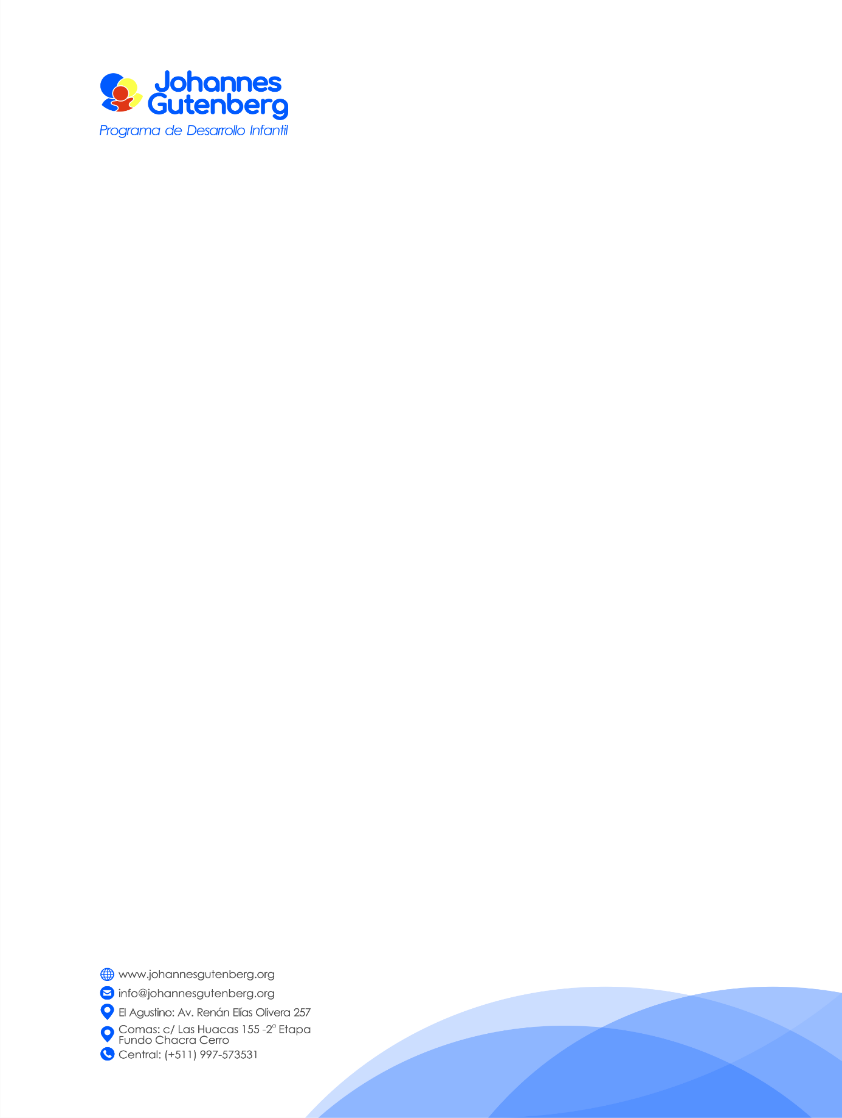 Johannes
Gutenberg
Programa de Desarrollo Infantil
www.johannesgutenberg.org
info@johannesgutenberg.org
El Agustino: Av. Renán Elías Olivera 257
Comas: c/ Las Huacas 155 -2º Etapa
Fundo Chacra Cerro
Central: (+511) 997-573531